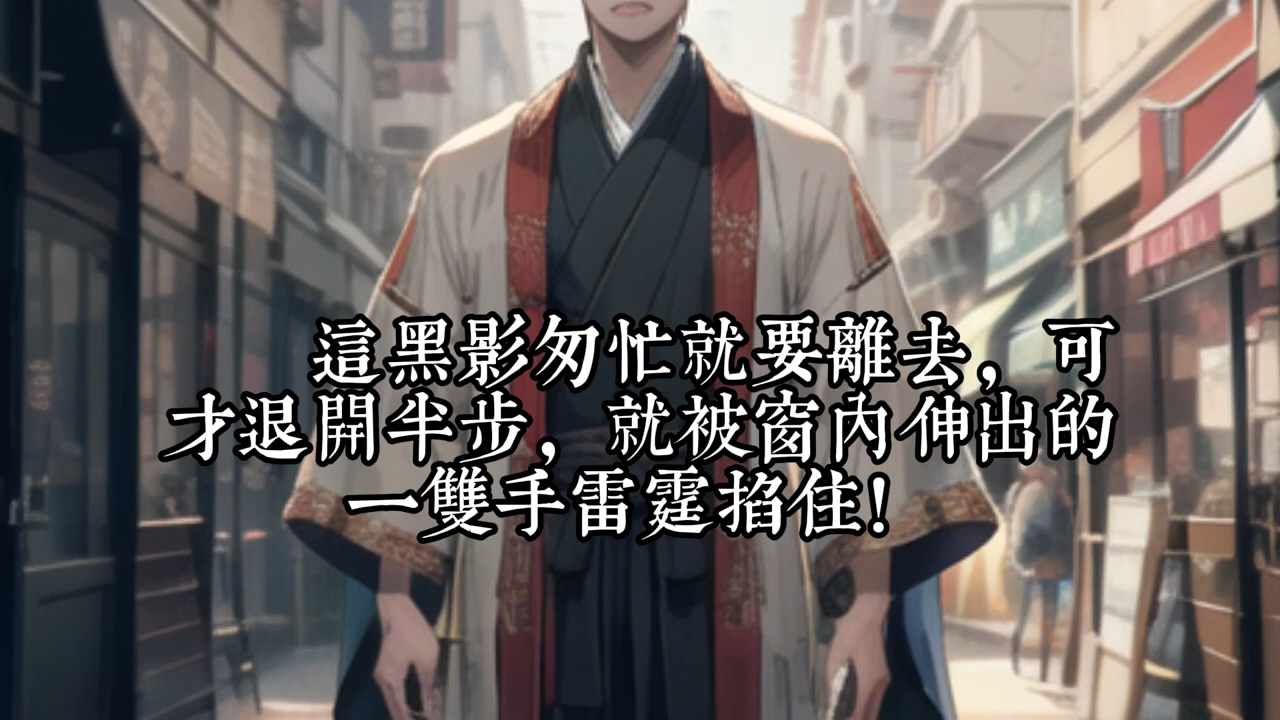 這黑影匆忙就要離去，可
才退開半步，就被窗內伸出的
一雙手雷霆掐住！